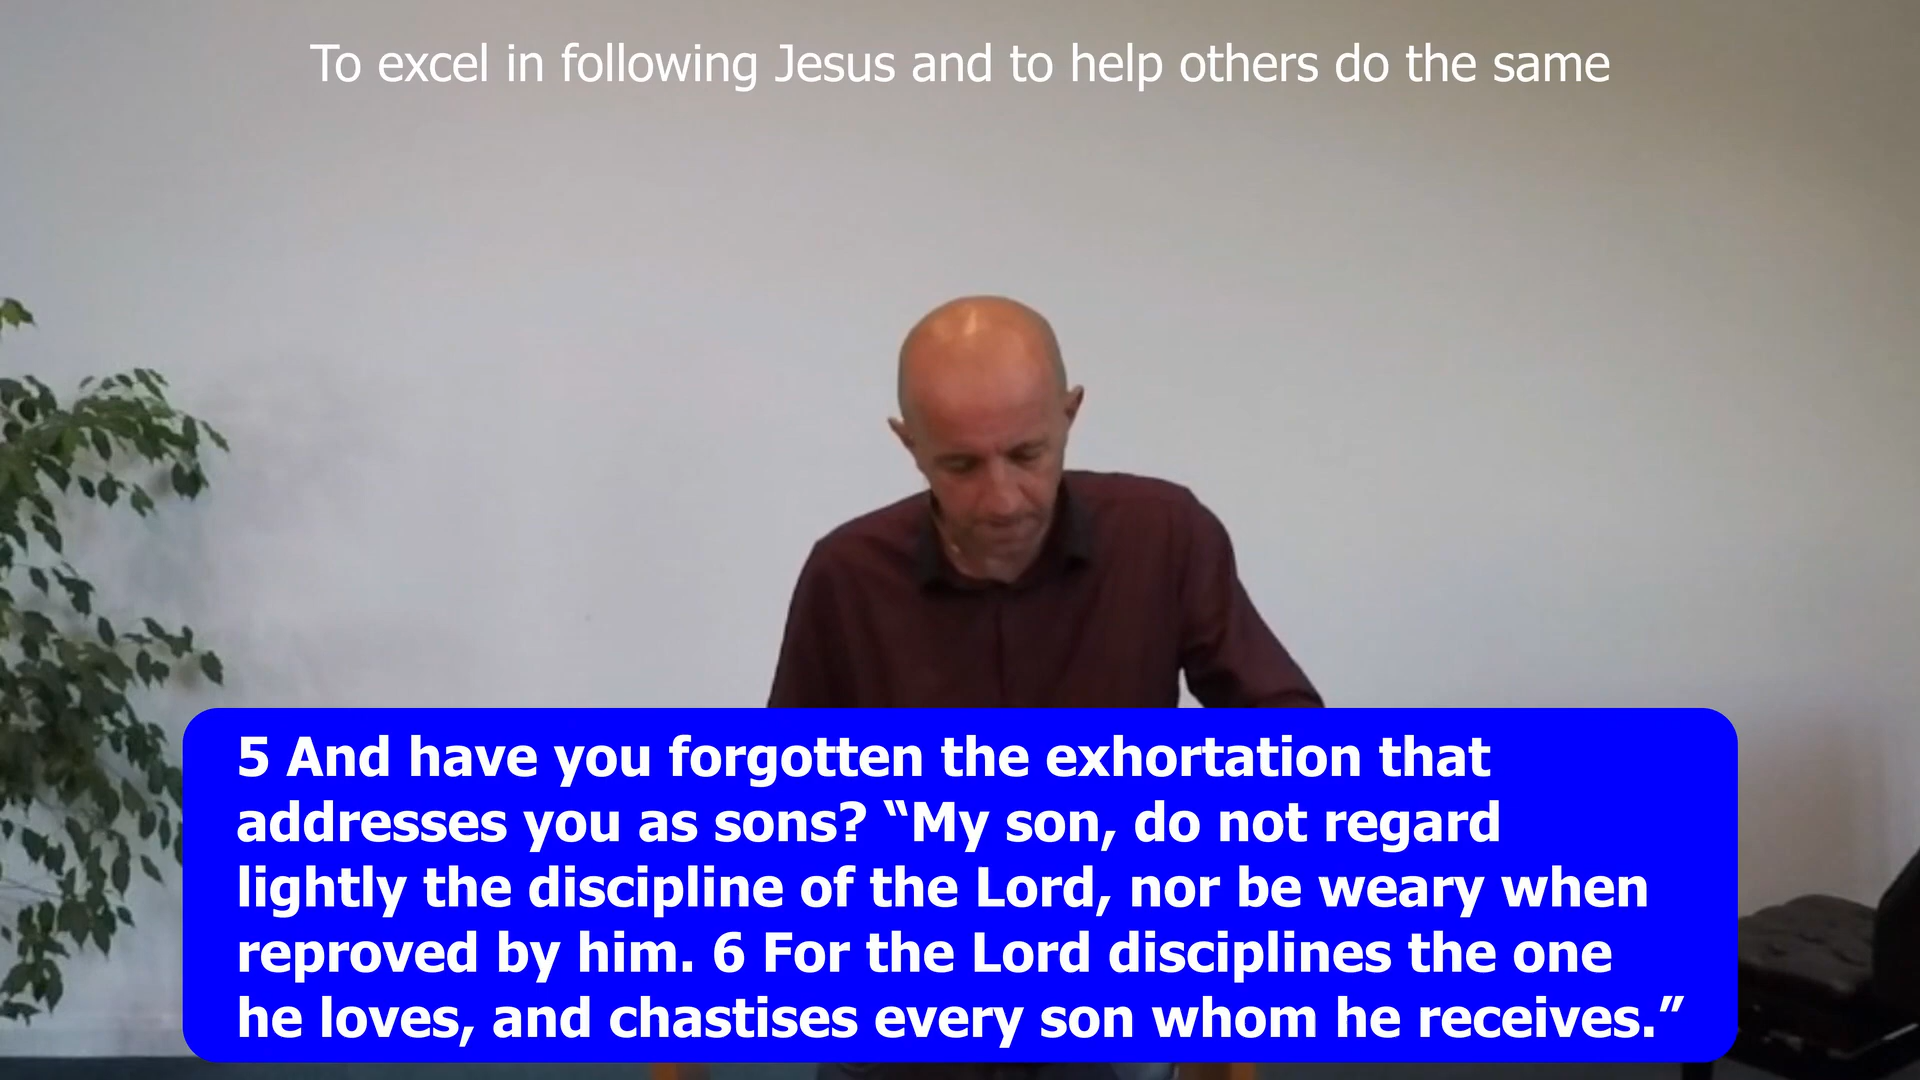 To excel in following Jesus and to help others do the same
5 And have you forgotten the exhortation that
addresses you as sons? “My son, do not regard
lightly the discipline of the Lord, nor be weary when
reproved by him. 6 For the Lord disciplines the one
he loves, and chastises every son whom he receives.”